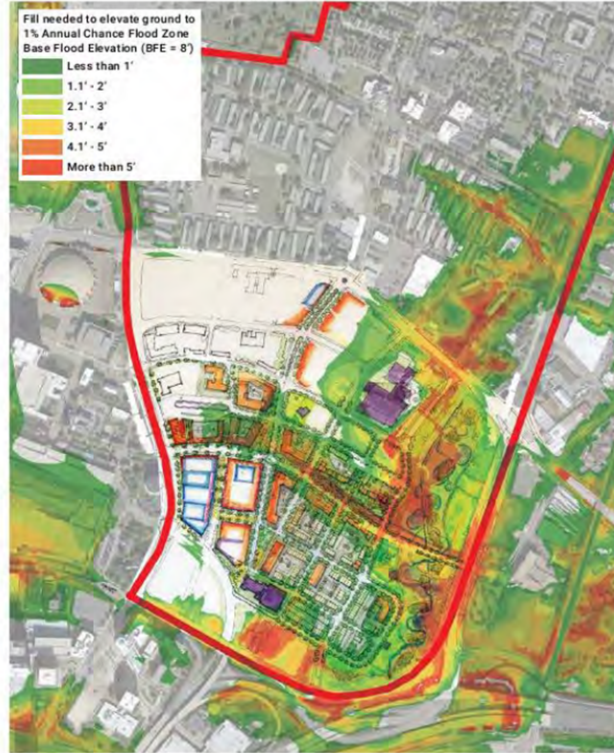 Fill needed to elevate ground to
1% Annual Chance Flood Zone
Base Flood Elevation (BFE = 8')
Less than 1'
1.1' - 2'
2.1' - 3'
3.1' - 4'
4.1' - 5'
More than 5'